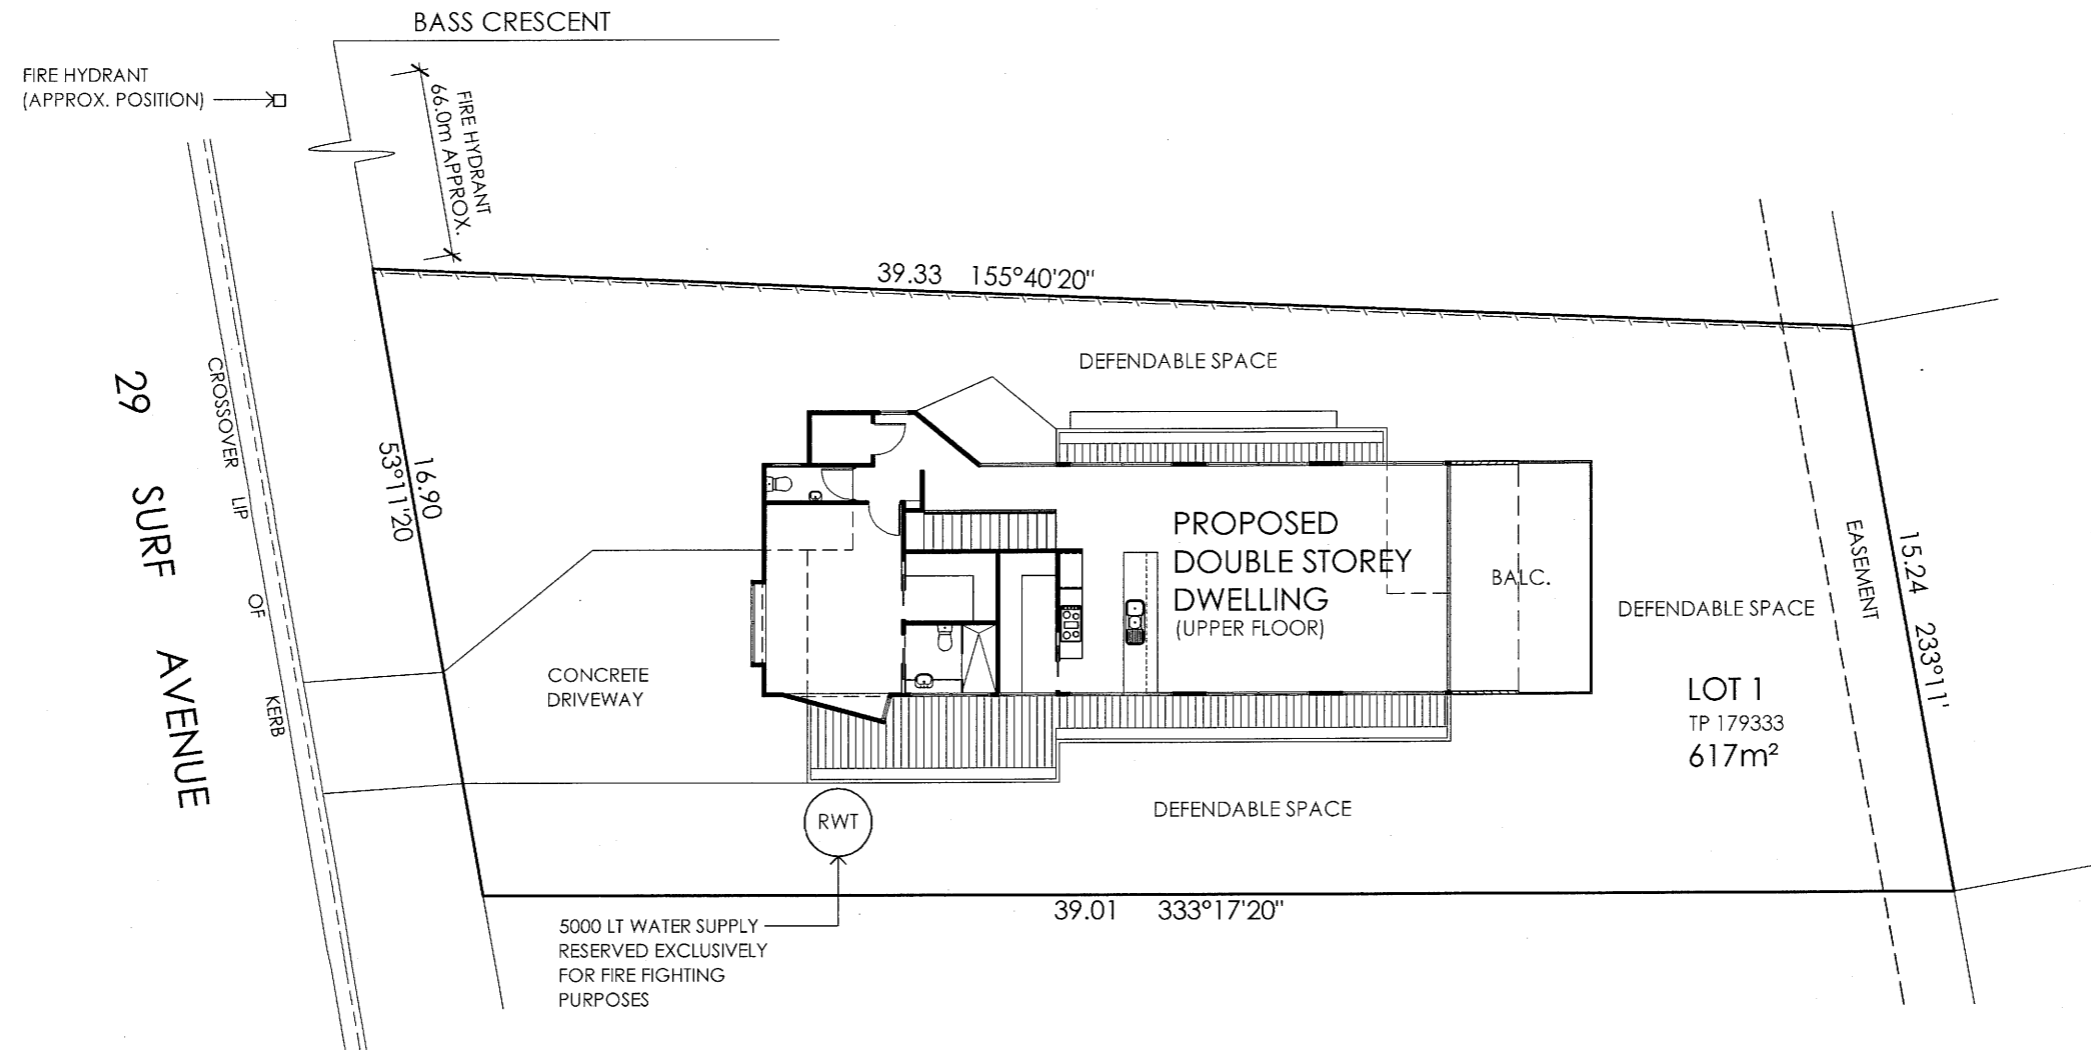 BASS CRESCENT
FIRE HYDRANT
(APPROX. POSITION)
FIRE HYDRANT
66.0m APPROX.
39.33 155°40'20"
DEFENDABLE SPACE
29 SURF AVENUE
CROSSOVER LIP OF KERB
16.90
53°11'20
PROPOSED
DOUBLE STOREY
DWELLING
(UPPER FLOOR)
BALC.
DEFENDABLE SPACE
EASEMENT
15.24 233°11'
CONCRETE
DRIVEWAY
LOT 1
TP 179333
617m²
RWT
DEFENDABLE SPACE
39.01 333°17'20"
5000 LT WATER SUPPLY
RESERVED EXCLUSIVELY
FOR FIRE FIGHTING
PURPOSES